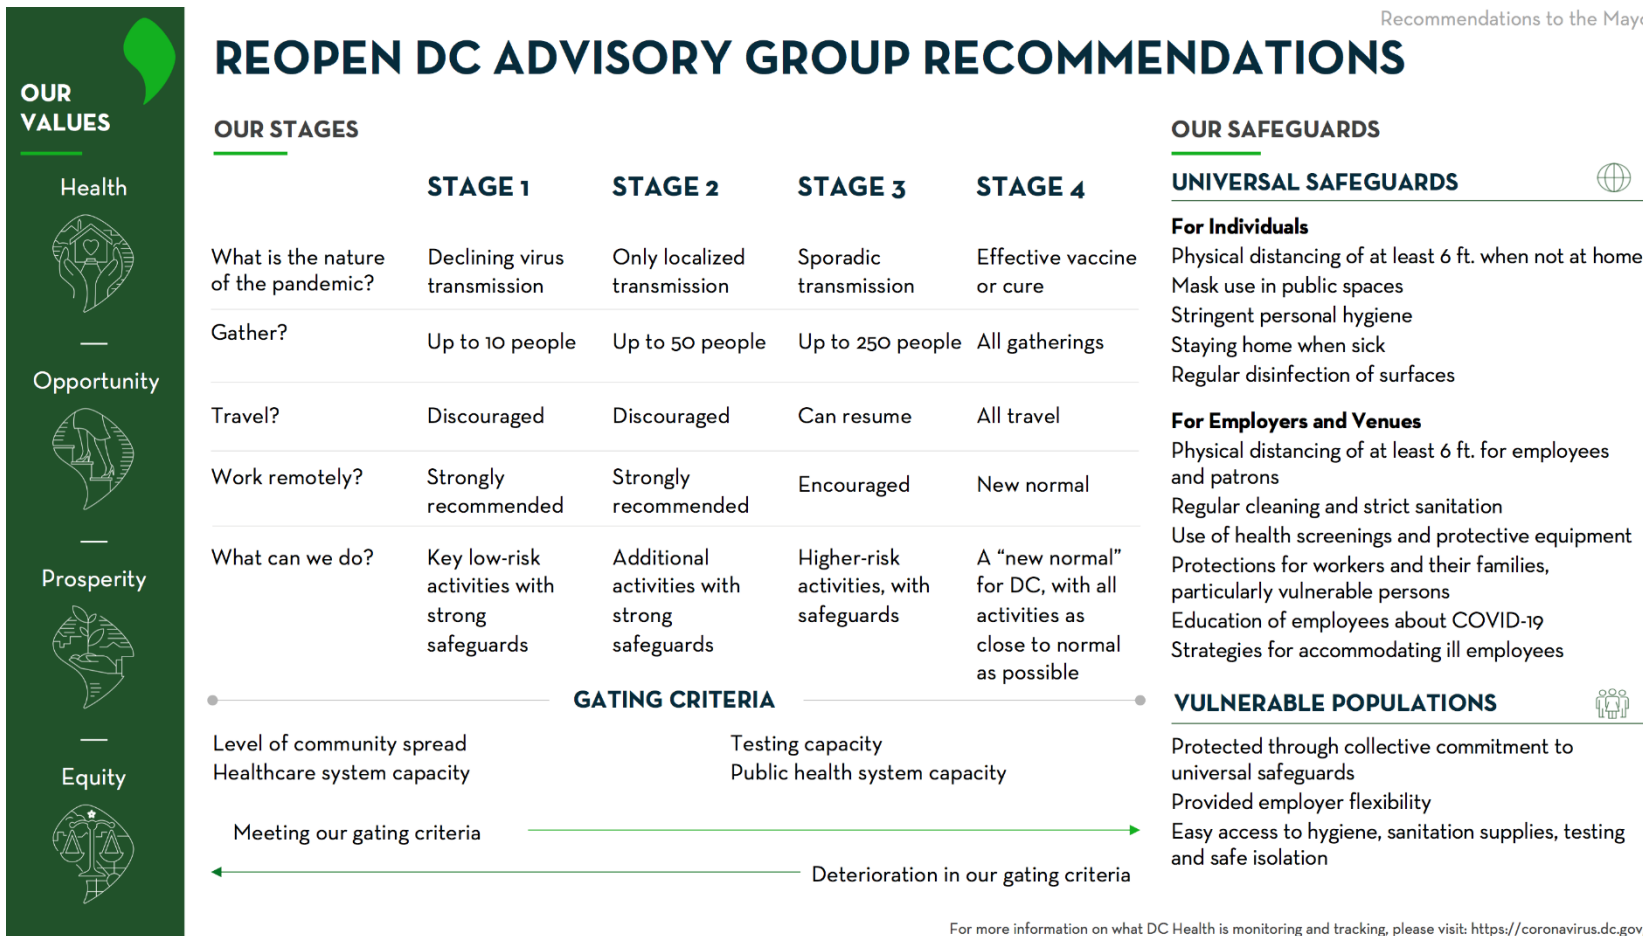 Recommendations to the Mayo
REOPEN DC ADVISORY GROUP RECOMMENDATIONS
OUR
VALUES
Health
Opportunity
Prosperity
Equity
OUR STAGES
STAGE 1 STAGE 2 STAGE 3 STAGE 4
What is the nature
of the pandemic?
Declining virus
transmission
Only localized
transmission
Sporadic
transmission
Effective vaccine
or cure
Gather?
Up to 10 people
Up to 50 people
Up to 250 people
All gatherings
Travel?
Discouraged
Discouraged
Can resume
All travel
Work remotely?
Strongly
recommended
Strongly
recommended
Encouraged
New normal
What can we do?
Key low-risk
activities with
strong
safeguards
Additional
activities with
strong
safeguards
Higher-risk
activities, with
safeguards
A “new normal”
for DC, with all
activities as
close to normal
as possible
GATING CRITERIA
Level of community spread
Healthcare system capacity
Testing capacity
Public health system capacity
Meeting our gating criteria
Deterioration in our gating criteria
OUR SAFEGUARDS
UNIVERSAL SAFEGUARDS
For Individuals
Physical distancing of at least 6 ft. when not at home
Mask use in public spaces
Stringent personal hygiene
Staying home when sick
Regular disinfection of surfaces
For Employers and Venues
Physical distancing of at least 6 ft. for employees
and patrons
Regular cleaning and strict sanitation
Use of health screenings and protective equipment
Protections for workers and their families,
particularly vulnerable persons
Education of employees about COVID-19
Strategies for accommodating ill employees
VULNERABLE POPULATIONS
Protected through collective commitment to
universal safeguards
Provided employer flexibility
Easy access to hygiene, sanitation supplies, testing
and safe isolation
For more information on what DC Health is monitoring and tracking, please visit: https://coronavirus.dc.gov